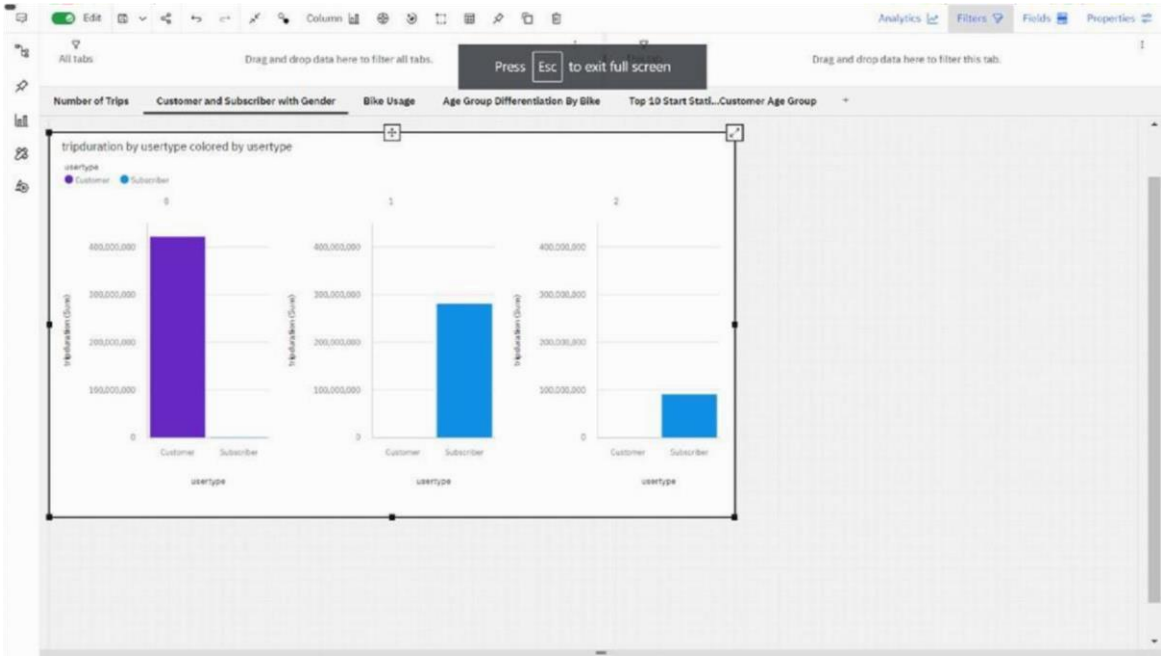 Edit
Column
Analytics
Filters
Fields
Properties
All tabs
Drag and drop data here to filter all tabs.
Press Esc to exit full screen
Drag and drop data here to filter this tab.
Number of Trips
Customer and Subscriber with Gender
Bike Usage
Age Group Differentiation By Bike
Top 10 Start Stati...Customer Age Group
+
tripduration by usertype colored by usertype
usertype
Customer Subscriber
0
1
2
tripduration (Sum)
400,000,000
300,000,000
200,000,000
100,000,000
0
Customer Subscriber
usertype
tripduration (Sum)
400,000,000
300,000,000
200,000,000
100,000,000
0
Customer Subscriber
usertype
tripduration (Sum)
400,000,000
300,000,000
200,000,000
100,000,000
0
Customer Subscriber
usertype